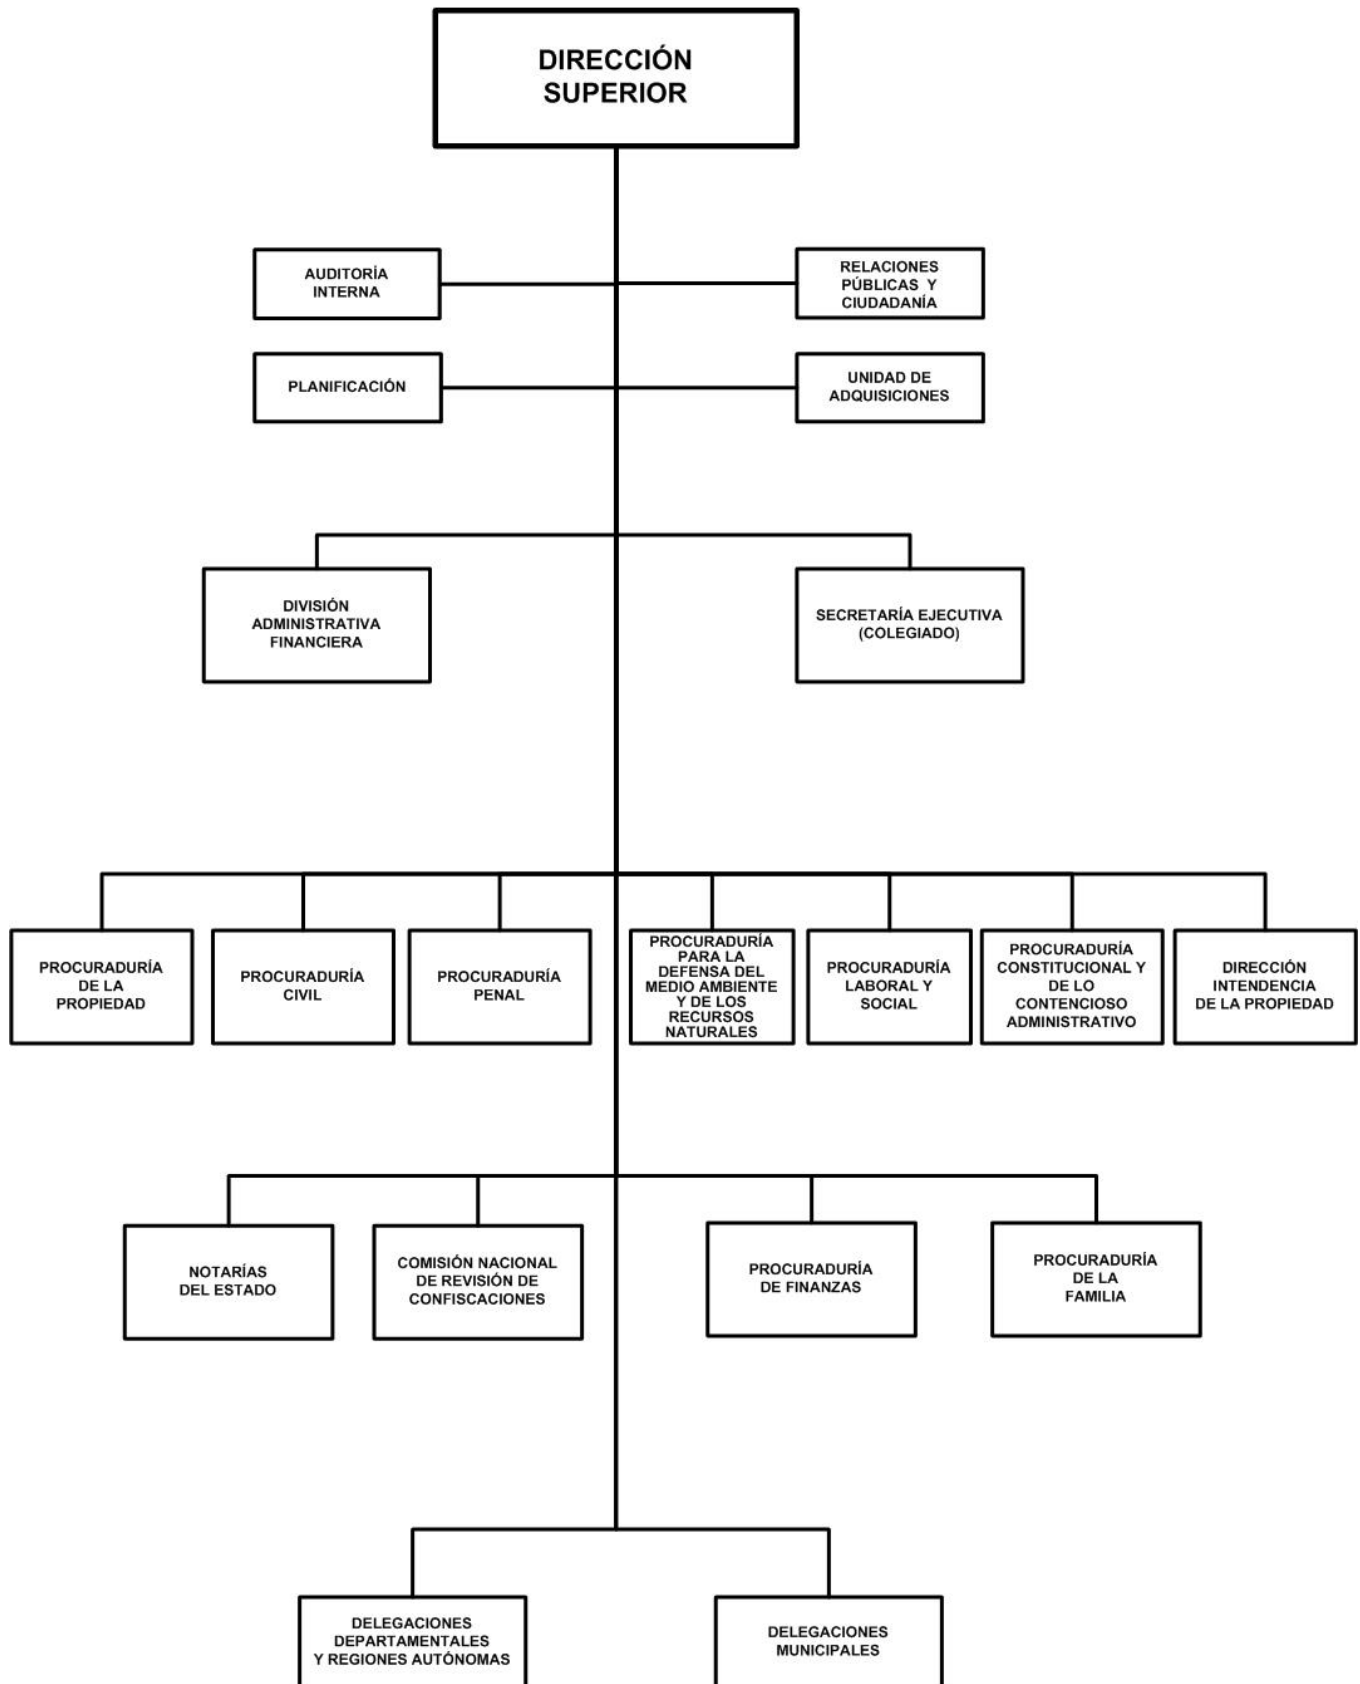 DIRECCIÓN
SUPERIOR
AUDITORÍA
INTERNA
RELACIONES
PÚBLICAS Y
CIUDADANÍA
PLANIFICACIÓN
UNIDAD DE
ADQUISICIONES
DIVISIÓN
ADMINISTRATIVA
FINANCIERA
SECRETARÍA EJECUTIVA
(COLEGIADO)
PROCURADURÍA
DE LA
PROPIEDAD
PROCURADURÍA
CIVIL
PROCURADURÍA
PENAL
PROCURADURÍA
PARA LA
DEFENSA DEL
MEDIO AMBIENTE
Y DE LOS
RECURSOS
NATURALES
PROCURADURÍA
LABORAL Y
SOCIAL
PROCURADURÍA
CONSTITUCIONAL Y
DE LO
CONTENCIOSO
ADMINISTRATIVO
DIRECCIÓN
INTENDENCIA
DE LA PROPIEDAD
NOTARÍAS
DEL ESTADO
COMISIÓN NACIONAL
DE REVISIÓN DE
CONFISCACIONES
PROCURADURÍA
DE FINANZAS
PROCURADURÍA
DE LA
FAMILIA
DELEGACIONES
DEPARTAMENTALES
Y REGIONES AUTÓNOMAS
DELEGACIONES
MUNICIPALES